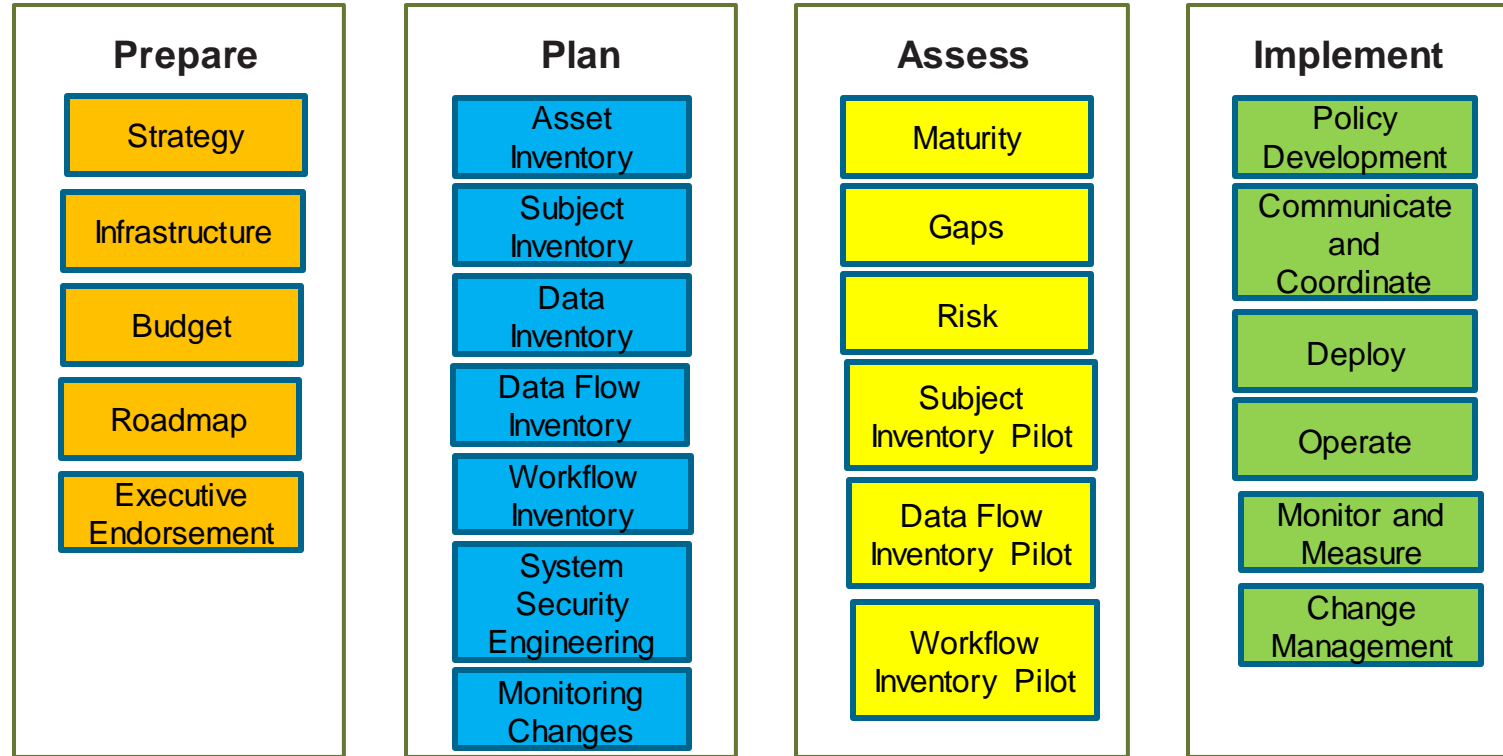 Prepare
Strategy
Infrastructure
Budget
Roadmap
Executive
Endorsement
Plan
Asset
Inventory
Subject
Inventory
Data
Inventory
Data Flow
Inventory
Workflow
Inventory
System
Security
Engineering
Monitoring
Changes
Assess
Maturity
Gaps
Risk
Subject
Inventory Pilot
Data Flow
Inventory Pilot
Workflow
Inventory Pilot
Implement
Policy
Development
Communicate
and
Coordinate
Deploy
Operate
Monitor and
Measure
Change
Management